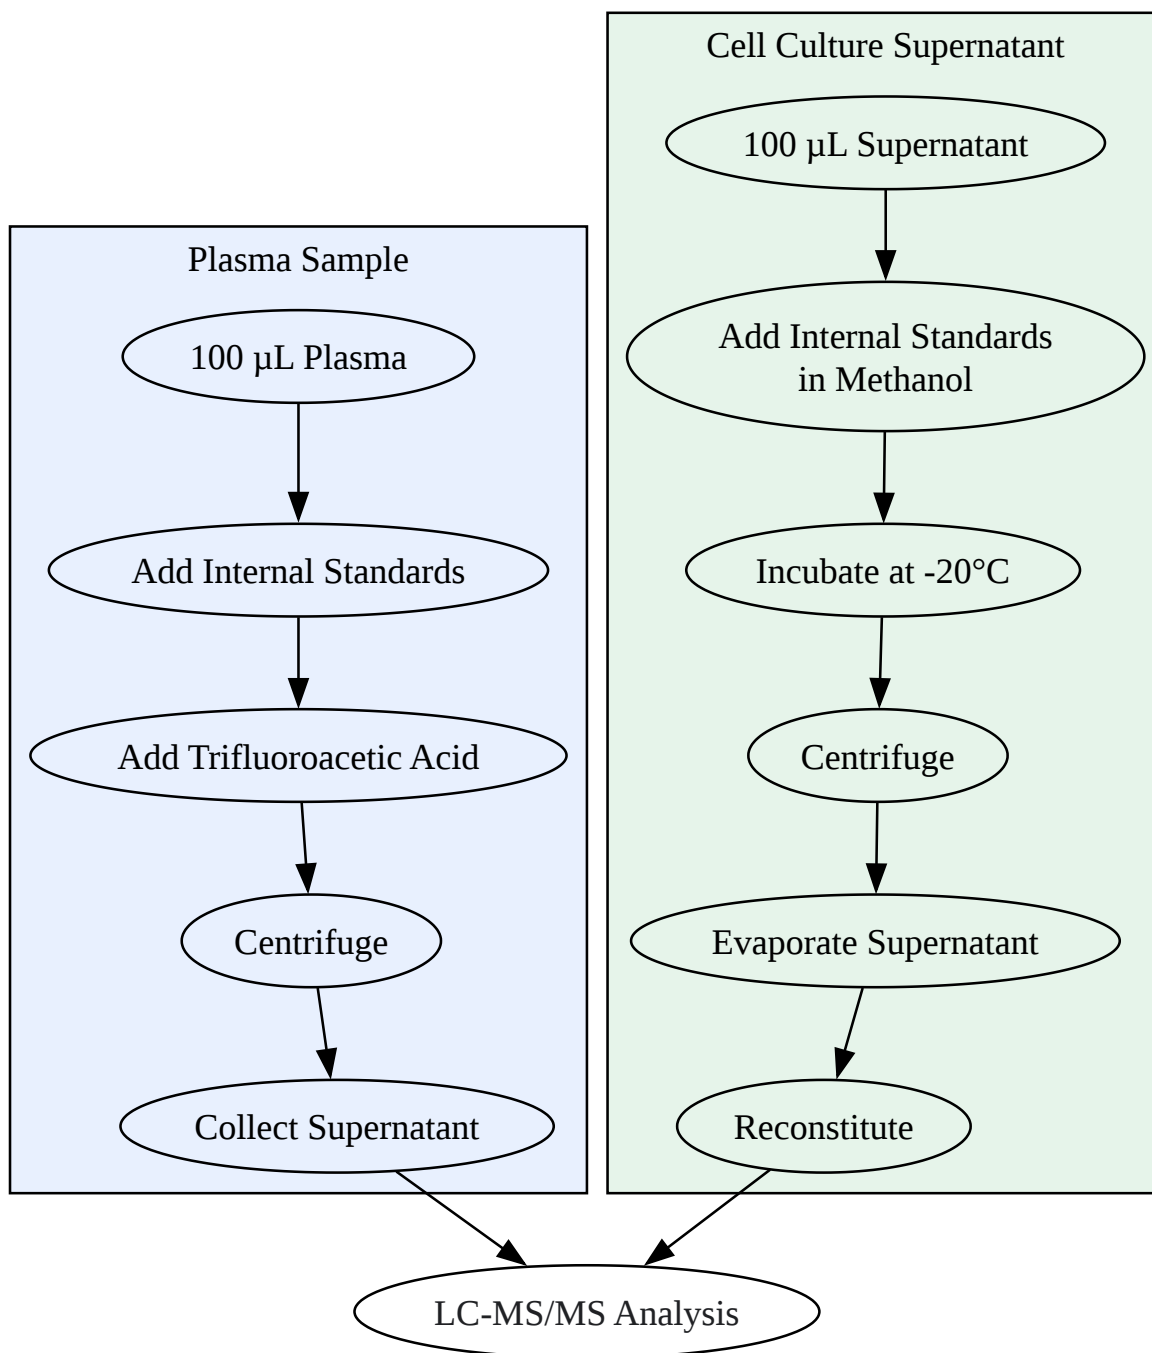 Plasma Sample
100 µL Plasma
Add Internal Standards
Add Trifluoroacetic Acid
Centrifuge
Collect Supernatant
Cell Culture Supernatant
100 µL Supernatant
Add Internal Standards
in Methanol
Incubate at -20°C
Centrifuge
Evaporate Supernatant
Reconstitute
LC-MS/MS Analysis